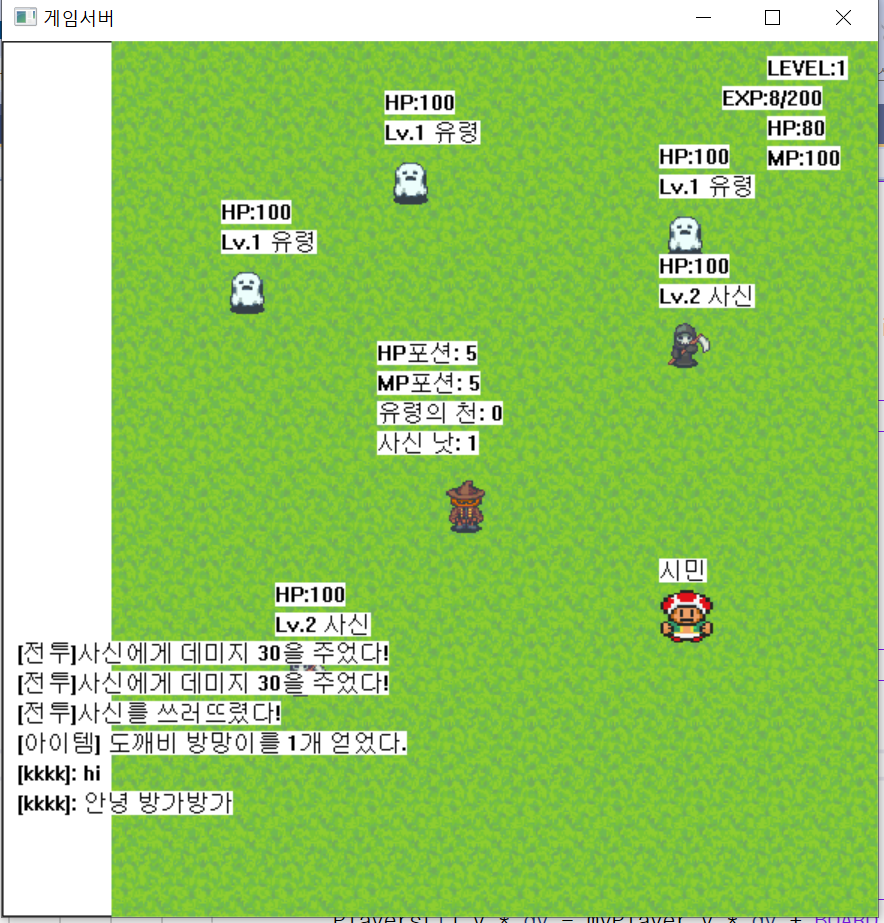 게임서버
LEVEL:1
EXP:8/200
HP:80
MP:100
HP:100
Lv.1 유령
HP:100
Lv.1 유령
HP:100
Lv.1 유령
HP:100
Lv.2 사신
HP포션: 5
MP포션: 5
유령의 천: 0
사신 낫: 1
시민
HP:100
Lv.2 사신
[전투]사신에게 데미지 30을 주었다!
[전투]사신에게 데미지 30을 주었다!
[전투]사신를 쓰러뜨렸다!
[아이템] 도깨비 방망이를 1개 얻었다.
[kkkk]: hi
[kkkk]: 안녕 방가방가